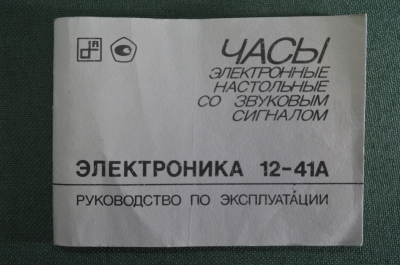 ЧАСЫ
ЭЛЕКТРОННЫЕ
НАСТОЛЬНЫЕ
СО ЗВУКОВЫМ
СИГНАЛОМ
ЭЛЕКТРОНИКА 12-41А
РУКОВОДСТВО ПО ЭКСПЛУАТАЦИИ